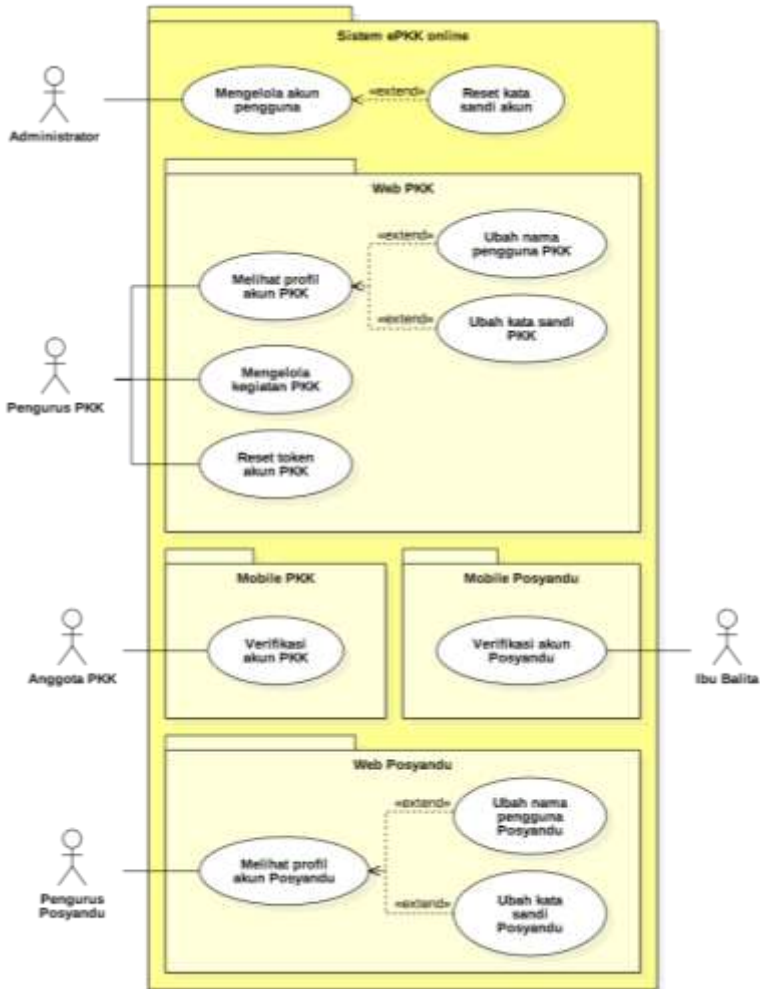 Sistem ePKK online
Administrator
Mengelola akun
pengguna
«extend»
Reset kata
sandi akun
Web PKK
Pengurus PKK
Melihat profil
akun PKK
«extend»
Ubah nama
pengguna PKK
«extend»
Ubah kata sandi
PKK
Mengelola
kegiatan PKK
Reset token
akun PKK
Mobile PKK
Anggota PKK
Verifikasi
akun PKK
Mobile Posyandu
Verifikasi akun
Posyandu
Ibu Balita
Web Posyandu
Pengurus
Posyandu
Melihat profil
akun Posyandu
«extend»
Ubah nama
pengguna
Posyandu
«extend»
Ubah kata
sandi
Posyandu